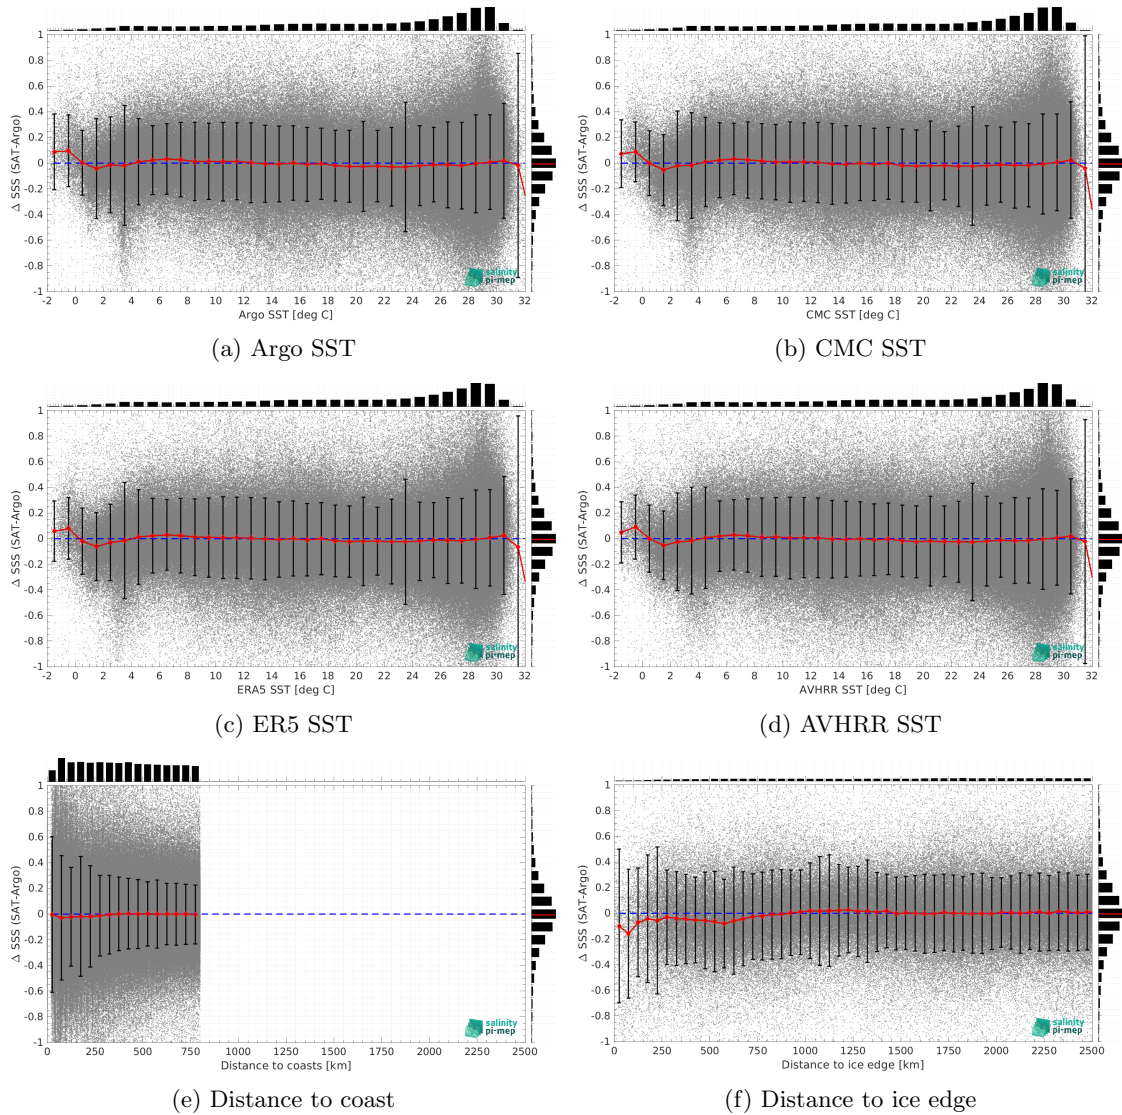 1
0.8
0.6
0.4
0.2
0
-0.2
-0.4
-0.6
-0.8
-1
Δ SSS (SAT-Argo)
salinity
pi-mep
-2 0 2 4 6 8 10 12 14 16 18 20 22 24 26 28 30 32
Argo SST [deg C]
(a) Argo SST
1
0.8
0.6
0.4
0.2
0
-0.2
-0.4
-0.6
-0.8
-1
Δ SSS (SAT-Argo)
salinity
pi-mep
-2 0 2 4 6 8 10 12 14 16 18 20 22 24 26 28 30 32
CMC SST [deg C]
(b) CMC SST
1
0.8
0.6
0.4
0.2
0
-0.2
-0.4
-0.6
-0.8
-1
Δ SSS (SAT-Argo)
salinity
pi-mep
-2 0 2 4 6 8 10 12 14 16 18 20 22 24 26 28 30 32
ERA5 SST [deg C]
(c) ER5 SST
1
0.8
0.6
0.4
0.2
0
-0.2
-0.4
-0.6
-0.8
-1
Δ SSS (SAT-Argo)
salinity
pi-mep
-2 0 2 4 6 8 10 12 14 16 18 20 22 24 26 28 30 32
AVHRR SST [deg C]
(d) AVHRR SST
1
0.8
0.6
0.4
0.2
0
-0.2
-0.4
-0.6
-0.8
-1
Δ SSS (SAT-Argo)
salinity
pi-mep
0 250 500 750 1000 1250 1500 1750 2000 2250 2500
Distance to coasts [km]
(e) Distance to coast
1
0.8
0.6
0.4
0.2
0
-0.2
-0.4
-0.6
-0.8
-1
Δ SSS (SAT-Argo)
salinity
pi-mep
0 250 500 750 1000 1250 1500 1750 2000 2250 2500
Distance to ice edge [km]
(f) Distance to ice edge